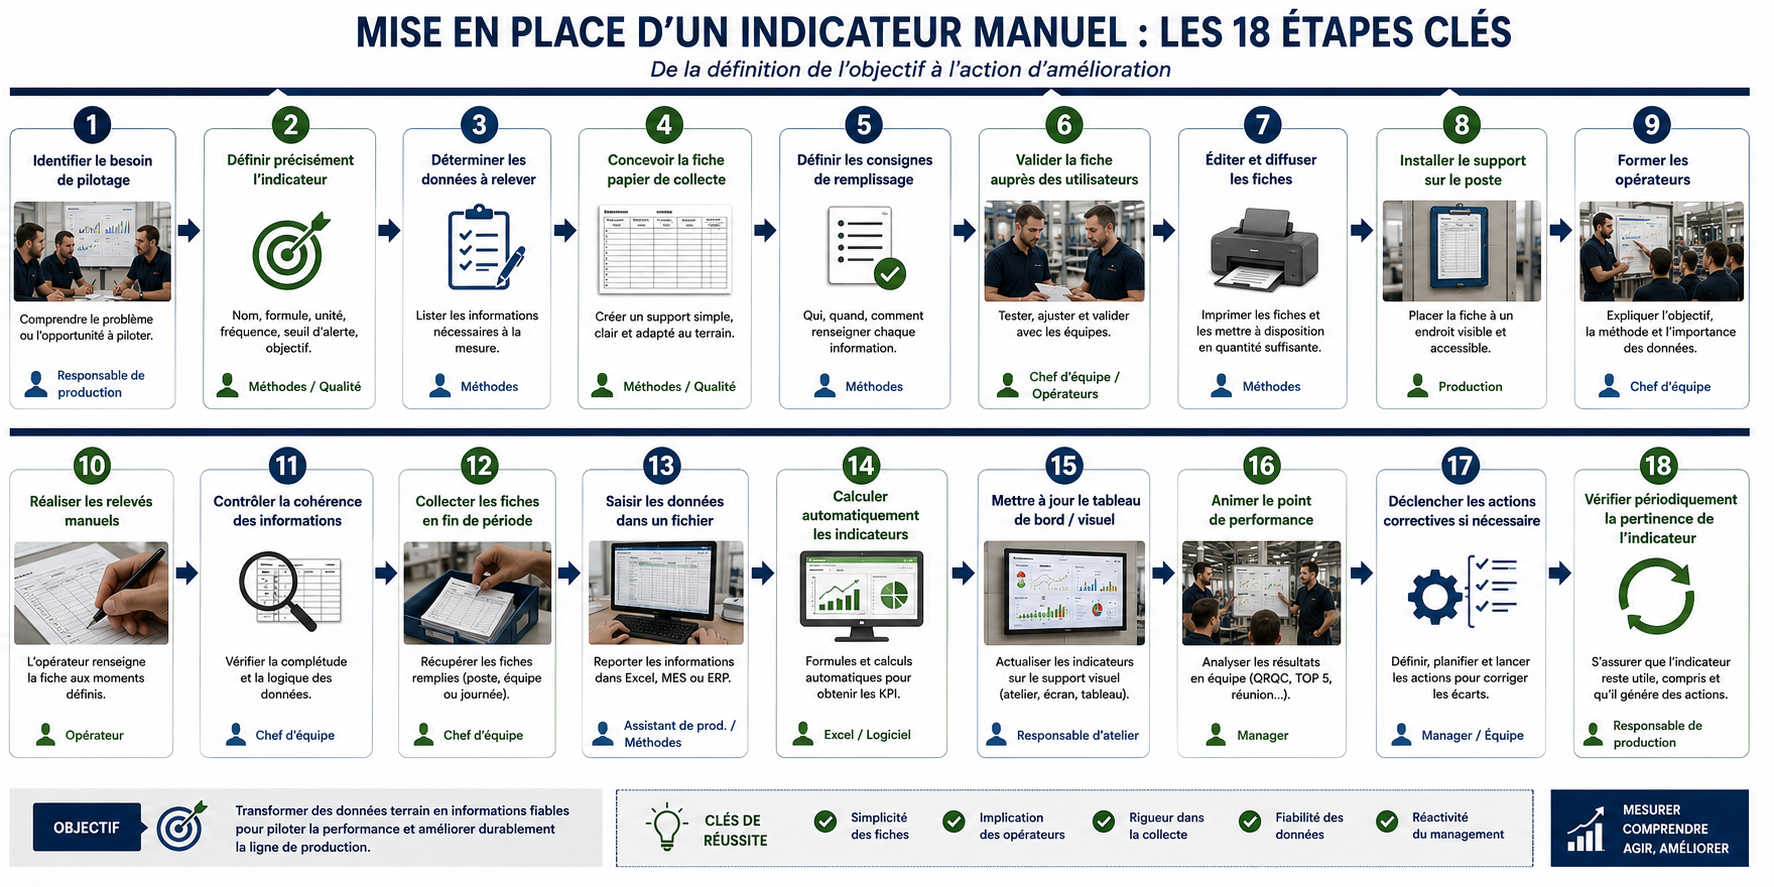 MISE EN PLACE D'UN INDICATEUR MANUEL : LES 18 ÉTAPES CLÉS
De la définition de l'objectif à l'action d'amélioration
1
Identifier le besoin
de pilotage
Comprendre le problème
ou l'opportunité à piloter.
Responsable de
production
2
Définir précisément
l'indicateur
Nom, formule, unité,
fréquence, seuil d'alerte,
objectif.
Méthodes / Qualité
3
Déterminer les
données à relever
Lister les informations
nécessaires à la
mesure.
Méthodes
4
Concevoir la fiche
papier de collecte
Créer un support simple,
clair et adapté au terrain.
Méthodes / Qualité
5
Définir les consignes
de remplissage
Qui, quand, comment
renseigner chaque
information.
Méthodes
6
Valider la fiche
auprès des utilisateurs
Tester, ajuster et valider
avec les équipes.
Chef d'équipe /
Opérateurs
7
Éditer et diffuser
les fiches
Imprimer les fiches et
les mettre à disposition
en quantité suffisante.
Méthodes
8
Installer le support
sur le poste
Placer la fiche à un
endroit visible et
accessible.
Production
9
Former les
opérateurs
Expliquer l'objectif,
la méthode et l'importance
des données.
Chef d'équipe
10
Réaliser les relevés
manuels
L'opérateur renseigne
la fiche aux moments
définis.
Opérateur
11
Contrôler la cohérence
des informations
Vérifier la complétude
et la logique des
données.
Chef d'équipe
12
Collecter les fiches
en fin de période
Récupérer les fiches
remplies (poste, équipe
ou journée).
Chef d'équipe
13
Saisir les données
dans un fichier
Reporter les informations
dans Excel, MES ou ERP.
Assistant de prod. /
Méthodes
14
Calculer
automatiquement
les indicateurs
Formules et calculs
automatiques pour
obtenir les KPI.
Excel / Logiciel
15
Mettre à jour le tableau
de bord / visuel
Actualiser les indicateurs
sur le support visuel
(atelier, écran, tableau).
Responsable d'atelier
16
Animer le point
de performance
Analyser les résultats
en équipe (QRQC, TOP 5,
réunion...).
Manager
17
Déclencher les actions
correctives si nécessaire
Définir, planifier et lancer
les actions pour corriger
les écarts.
Manager / Équipe
18
Vérifier périodiquement
la pertinence de
l'indicateur
S'assurer que l'indicateur
reste utile, compris et
qu'il génére des actions.
Responsable de
production
OBJECTIF
Transformer des données terrain en informations fiables
pour piloter la performance et améliorer durablement
la ligne de production.
CLÉS DE
RÉUSSITE
Simplicité
des fiches
Implication
des opérateurs
Rigueur dans
la collecte
Fiabilité des
données
Réactivité
du management
MESURER
COMPRENDRE
AGIR, AMÉLIORER